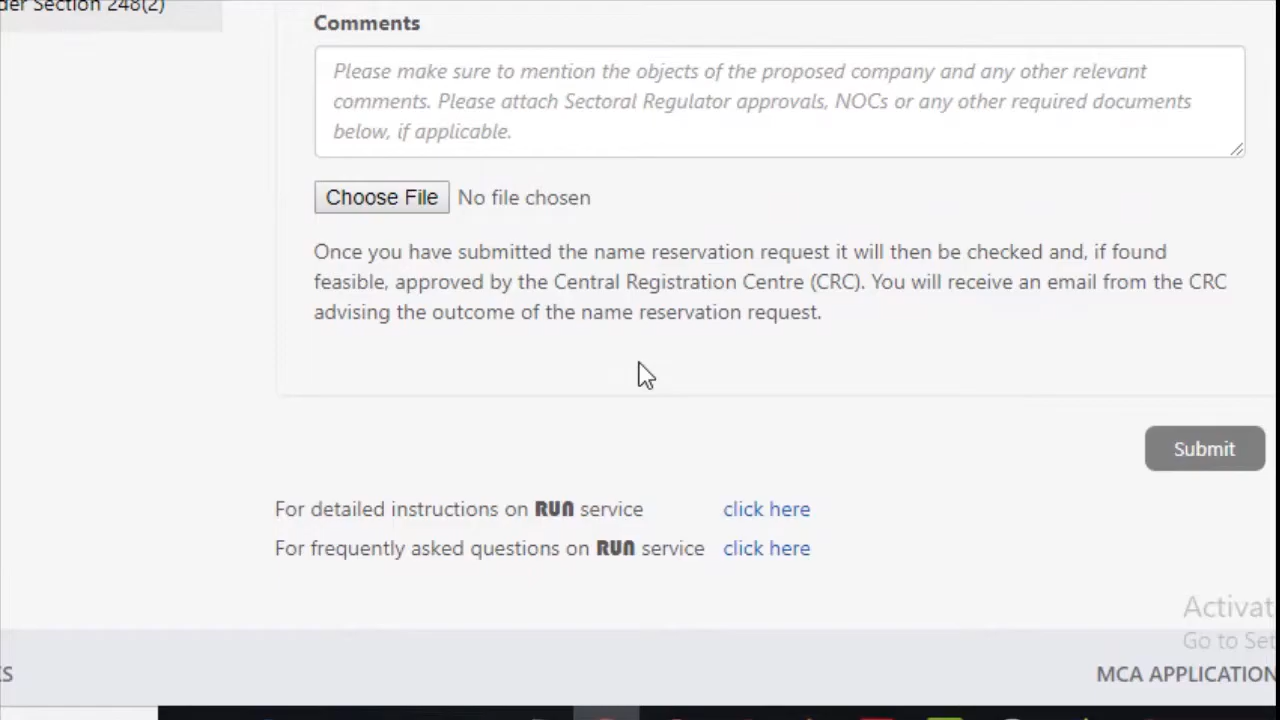 der Section 248(2)
Comments
Please make sure to mention the objects of the proposed company and any other relevant
comments. Please attach Sectoral Regulator approvals, NOCs or any other required documents
below, if applicable.
Choose File No file chosen
Once you have submitted the name reservation request it will then be checked and, if found
feasible, approved by the Central Registration Centre (CRC). You will receive an email from the CRC
advising the outcome of the name reservation request.
Submit
For detailed instructions on RUN service click here
For frequently asked questions on RUN service click here
Activat
Go to Set
MCA APPLICATION